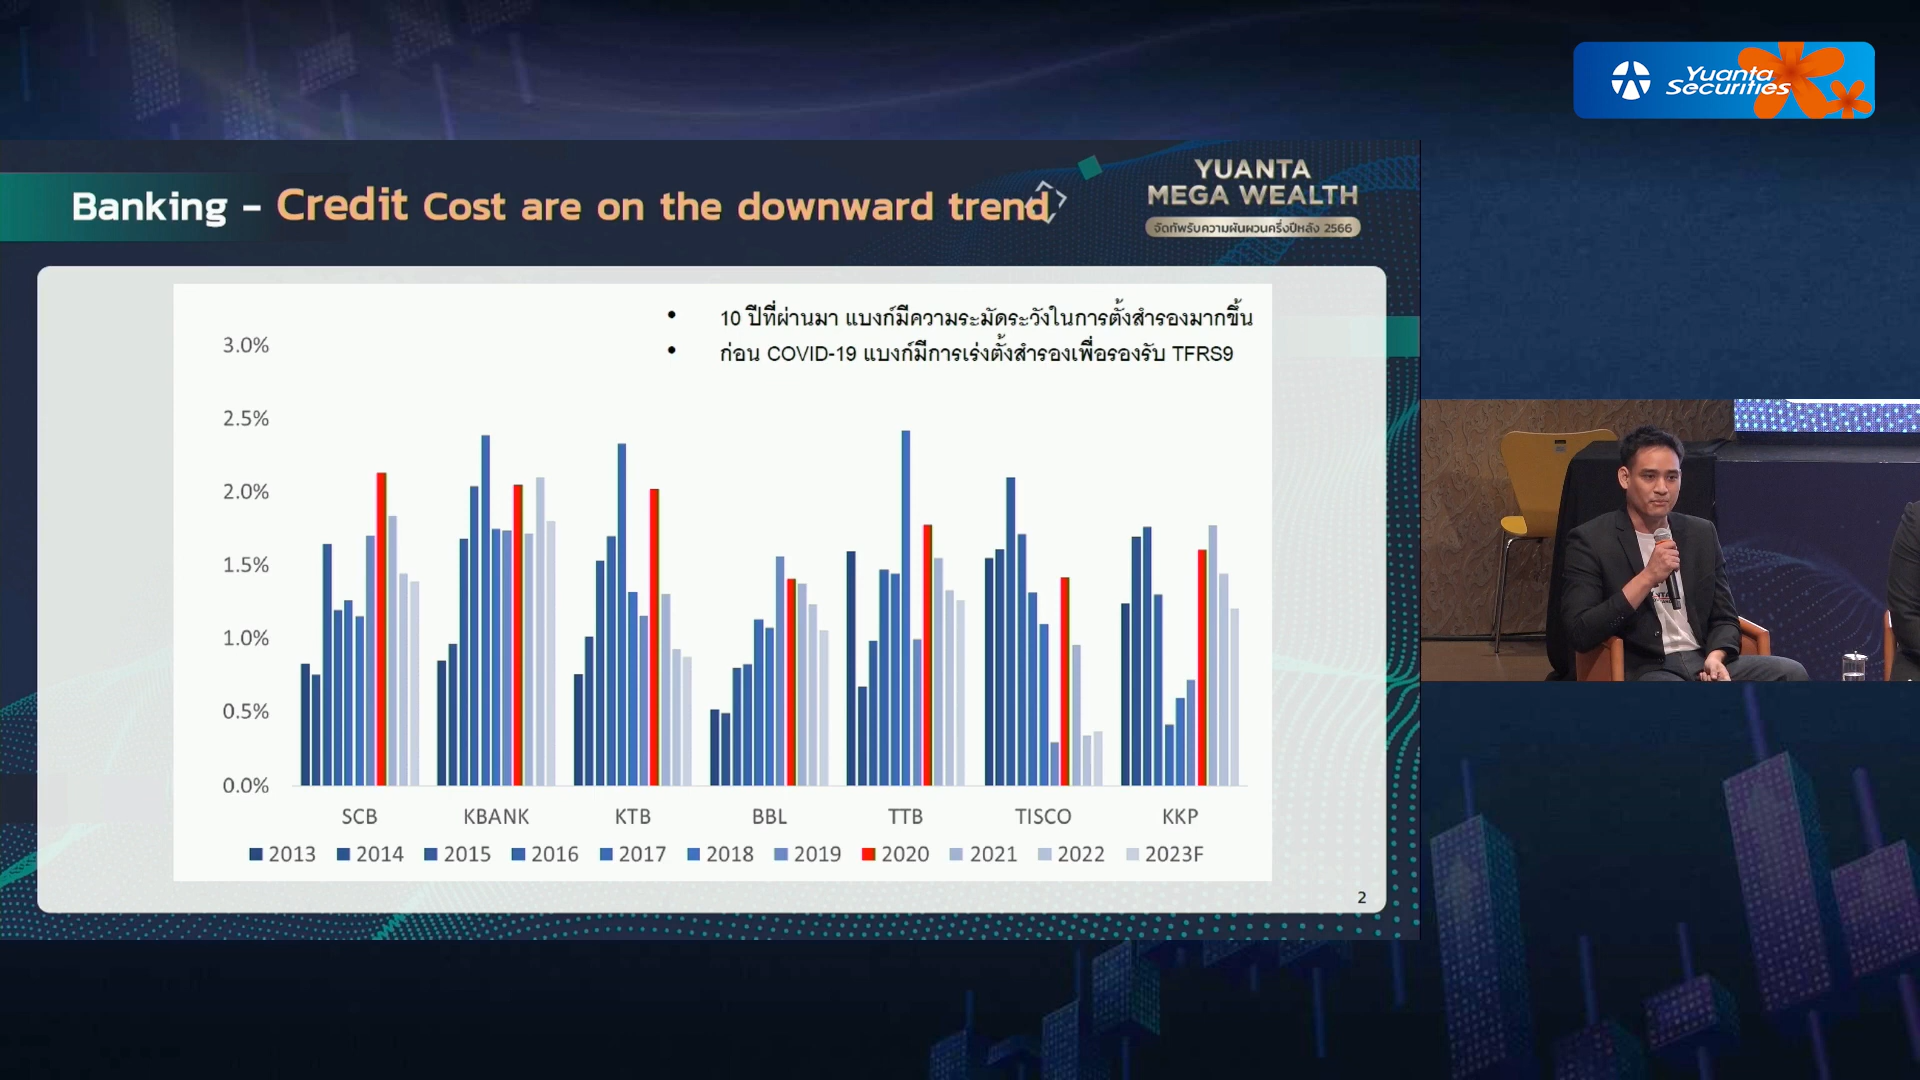 Yuanta
Securities
Banking – Credit Cost are on the downward trend
YUANTA
MEGA WEALTH
จัดทัพรับความผันผวนครึ่งปีหลัง 2566
• 10 ปีที่ผ่านมา แบงก์มีความระมัดระวังในการตั้งสำรองมากขึ้น
• ก่อน COVID-19 แบงก์มีการเร่งตั้งสำรองเพื่อรองรับ TFRS9
3.0%
2.5%
2.0%
1.5%
1.0%
0.5%
0.0%
SCB KBANK KTB BBL TTB TISCO KKP
2013 2014 2015 2016 2017 2018 2019 2020 2021 2022 2023F
2